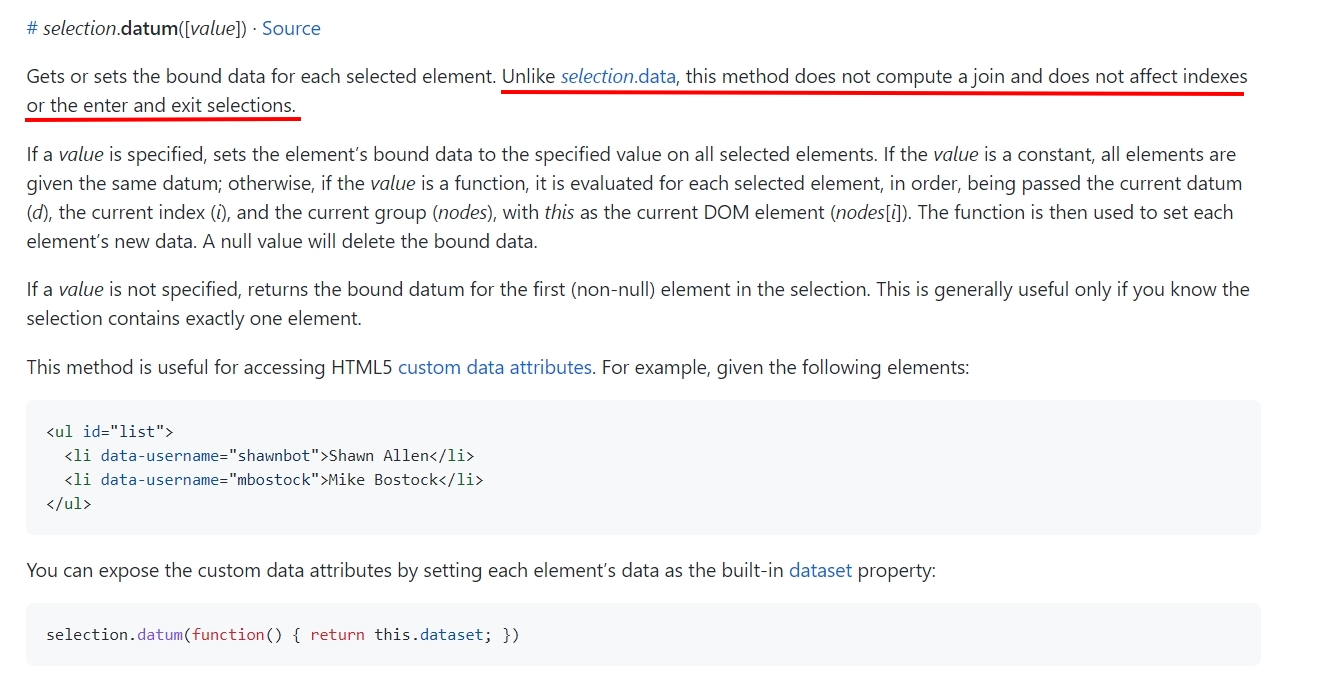 # selection.datum([value]) · Source
Gets or sets the bound data for each selected element. Unlike selection.data, this method does not compute a join and does not affect indexes
or the enter and exit selections.
If a value is specified, sets the element’s bound data to the specified value on all selected elements. If the value is a constant, all elements are
given the same datum; otherwise, if the value is a function, it is evaluated for each selected element, in order, being passed the current datum
(d), the current index (i), and the current group (nodes), with this as the current DOM element (nodes[i]). The function is then used to set each
element’s new data. A null value will delete the bound data.
If a value is not specified, returns the bound datum for the first (non-null) element in the selection. This is generally useful only if you know the
selection contains exactly one element.
This method is useful for accessing HTML5 custom data attributes. For example, given the following elements:
<ul id="list">
  <li data-username="shawnbot">Shawn Allen</li>
  <li data-username="mbostock">Mike Bostock</li>
</ul>
You can expose the custom data attributes by setting each element’s data as the built-in dataset property:
selection.datum(function() { return this.dataset; })